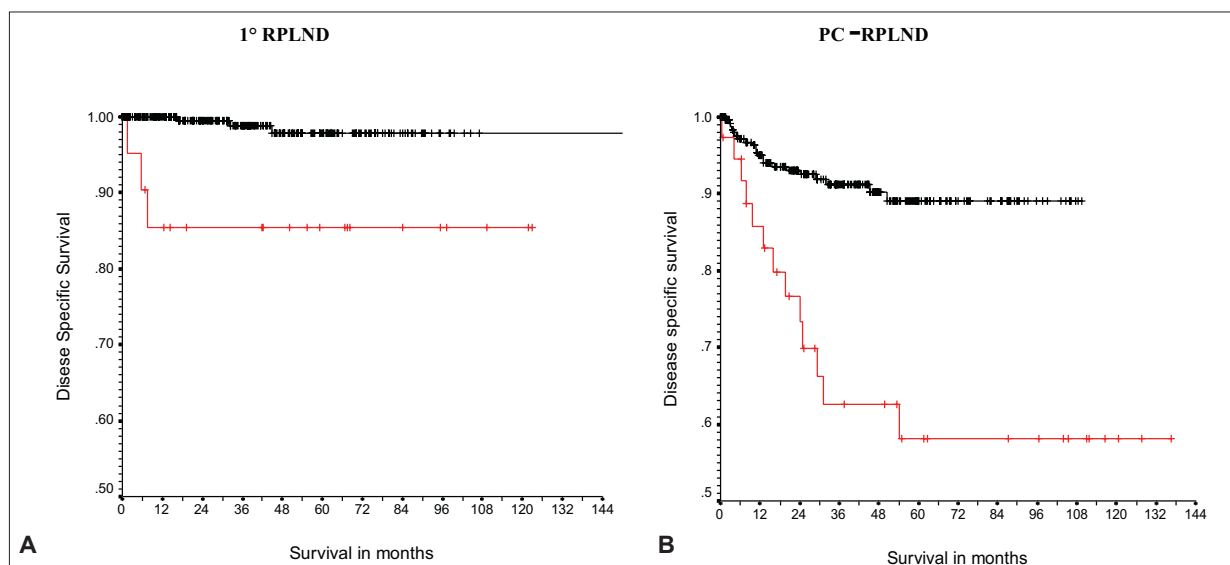 1° RPLND
PC-RPLND
Disese Specific Survival
1.00
.90
.80
.70
.60
.50
0 12 24 36 48 60 72 84 96 108 120 132 144
Survival in months
A
Disease specific survival
1.0
.9
.8
.7
.6
.5
0 12 24 36 48 60 72 84 96 108 120 132 144
Survival in months
B